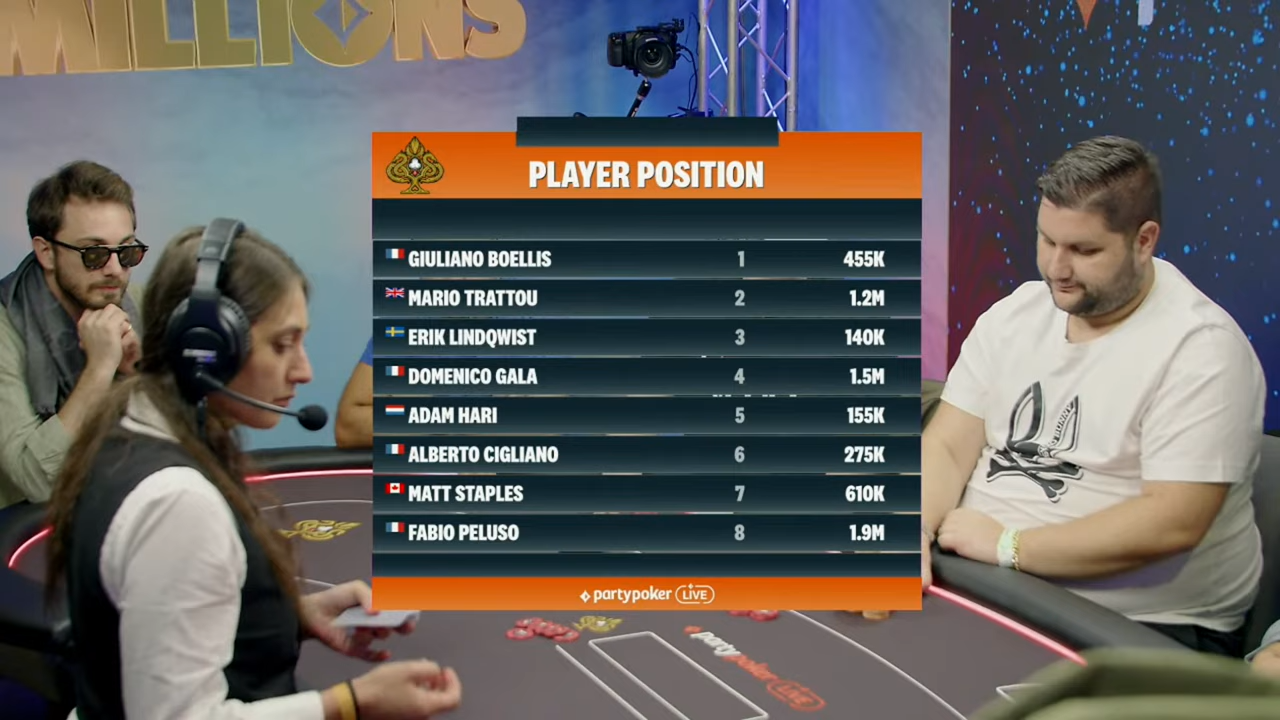 MILLIONS
PLAYER POSITION
GIULIANO BOELLIS 1 455K
MARIO TRATTOU 2 1.2M
ERIK LINDQWIST 3 140K
DOMENICO GALA 4 1.5M
ADAM HARI 5 155K
ALBERTO CIGLIANO 6 275K
MATT STAPLES 7 610K
FABIO PELUSO 8 1.9M
partypoker LIVE
partypoker LIVE
BUNNY